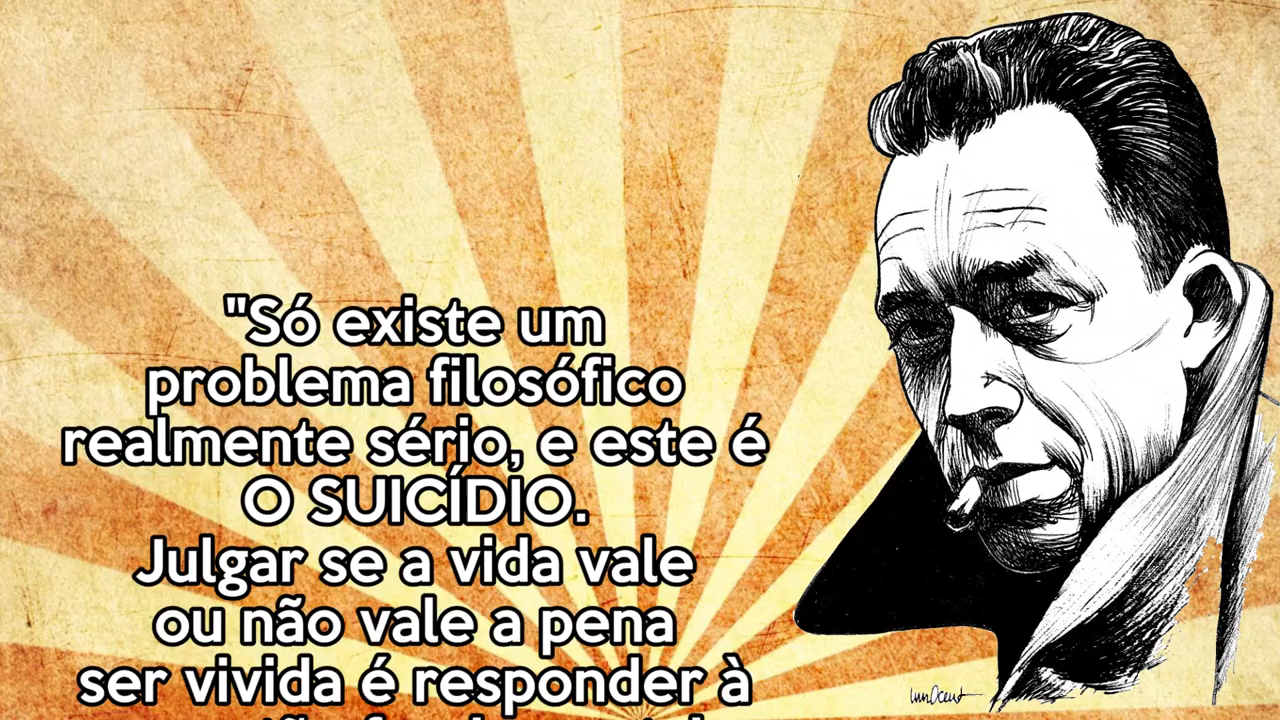 "Só existe um
problema filosófico
realmente sério, e este é
O SUICÍDIO.
Julgar se a vida vale
ou não vale a pena
ser vivida é responder à